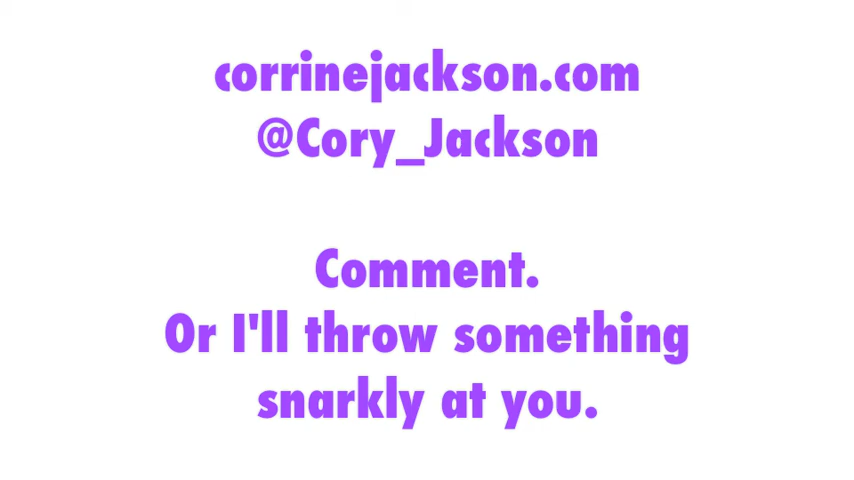 corrinejackson.com
@Cory_Jackson
Comment.
Or I'll throw something
snarkly at you.